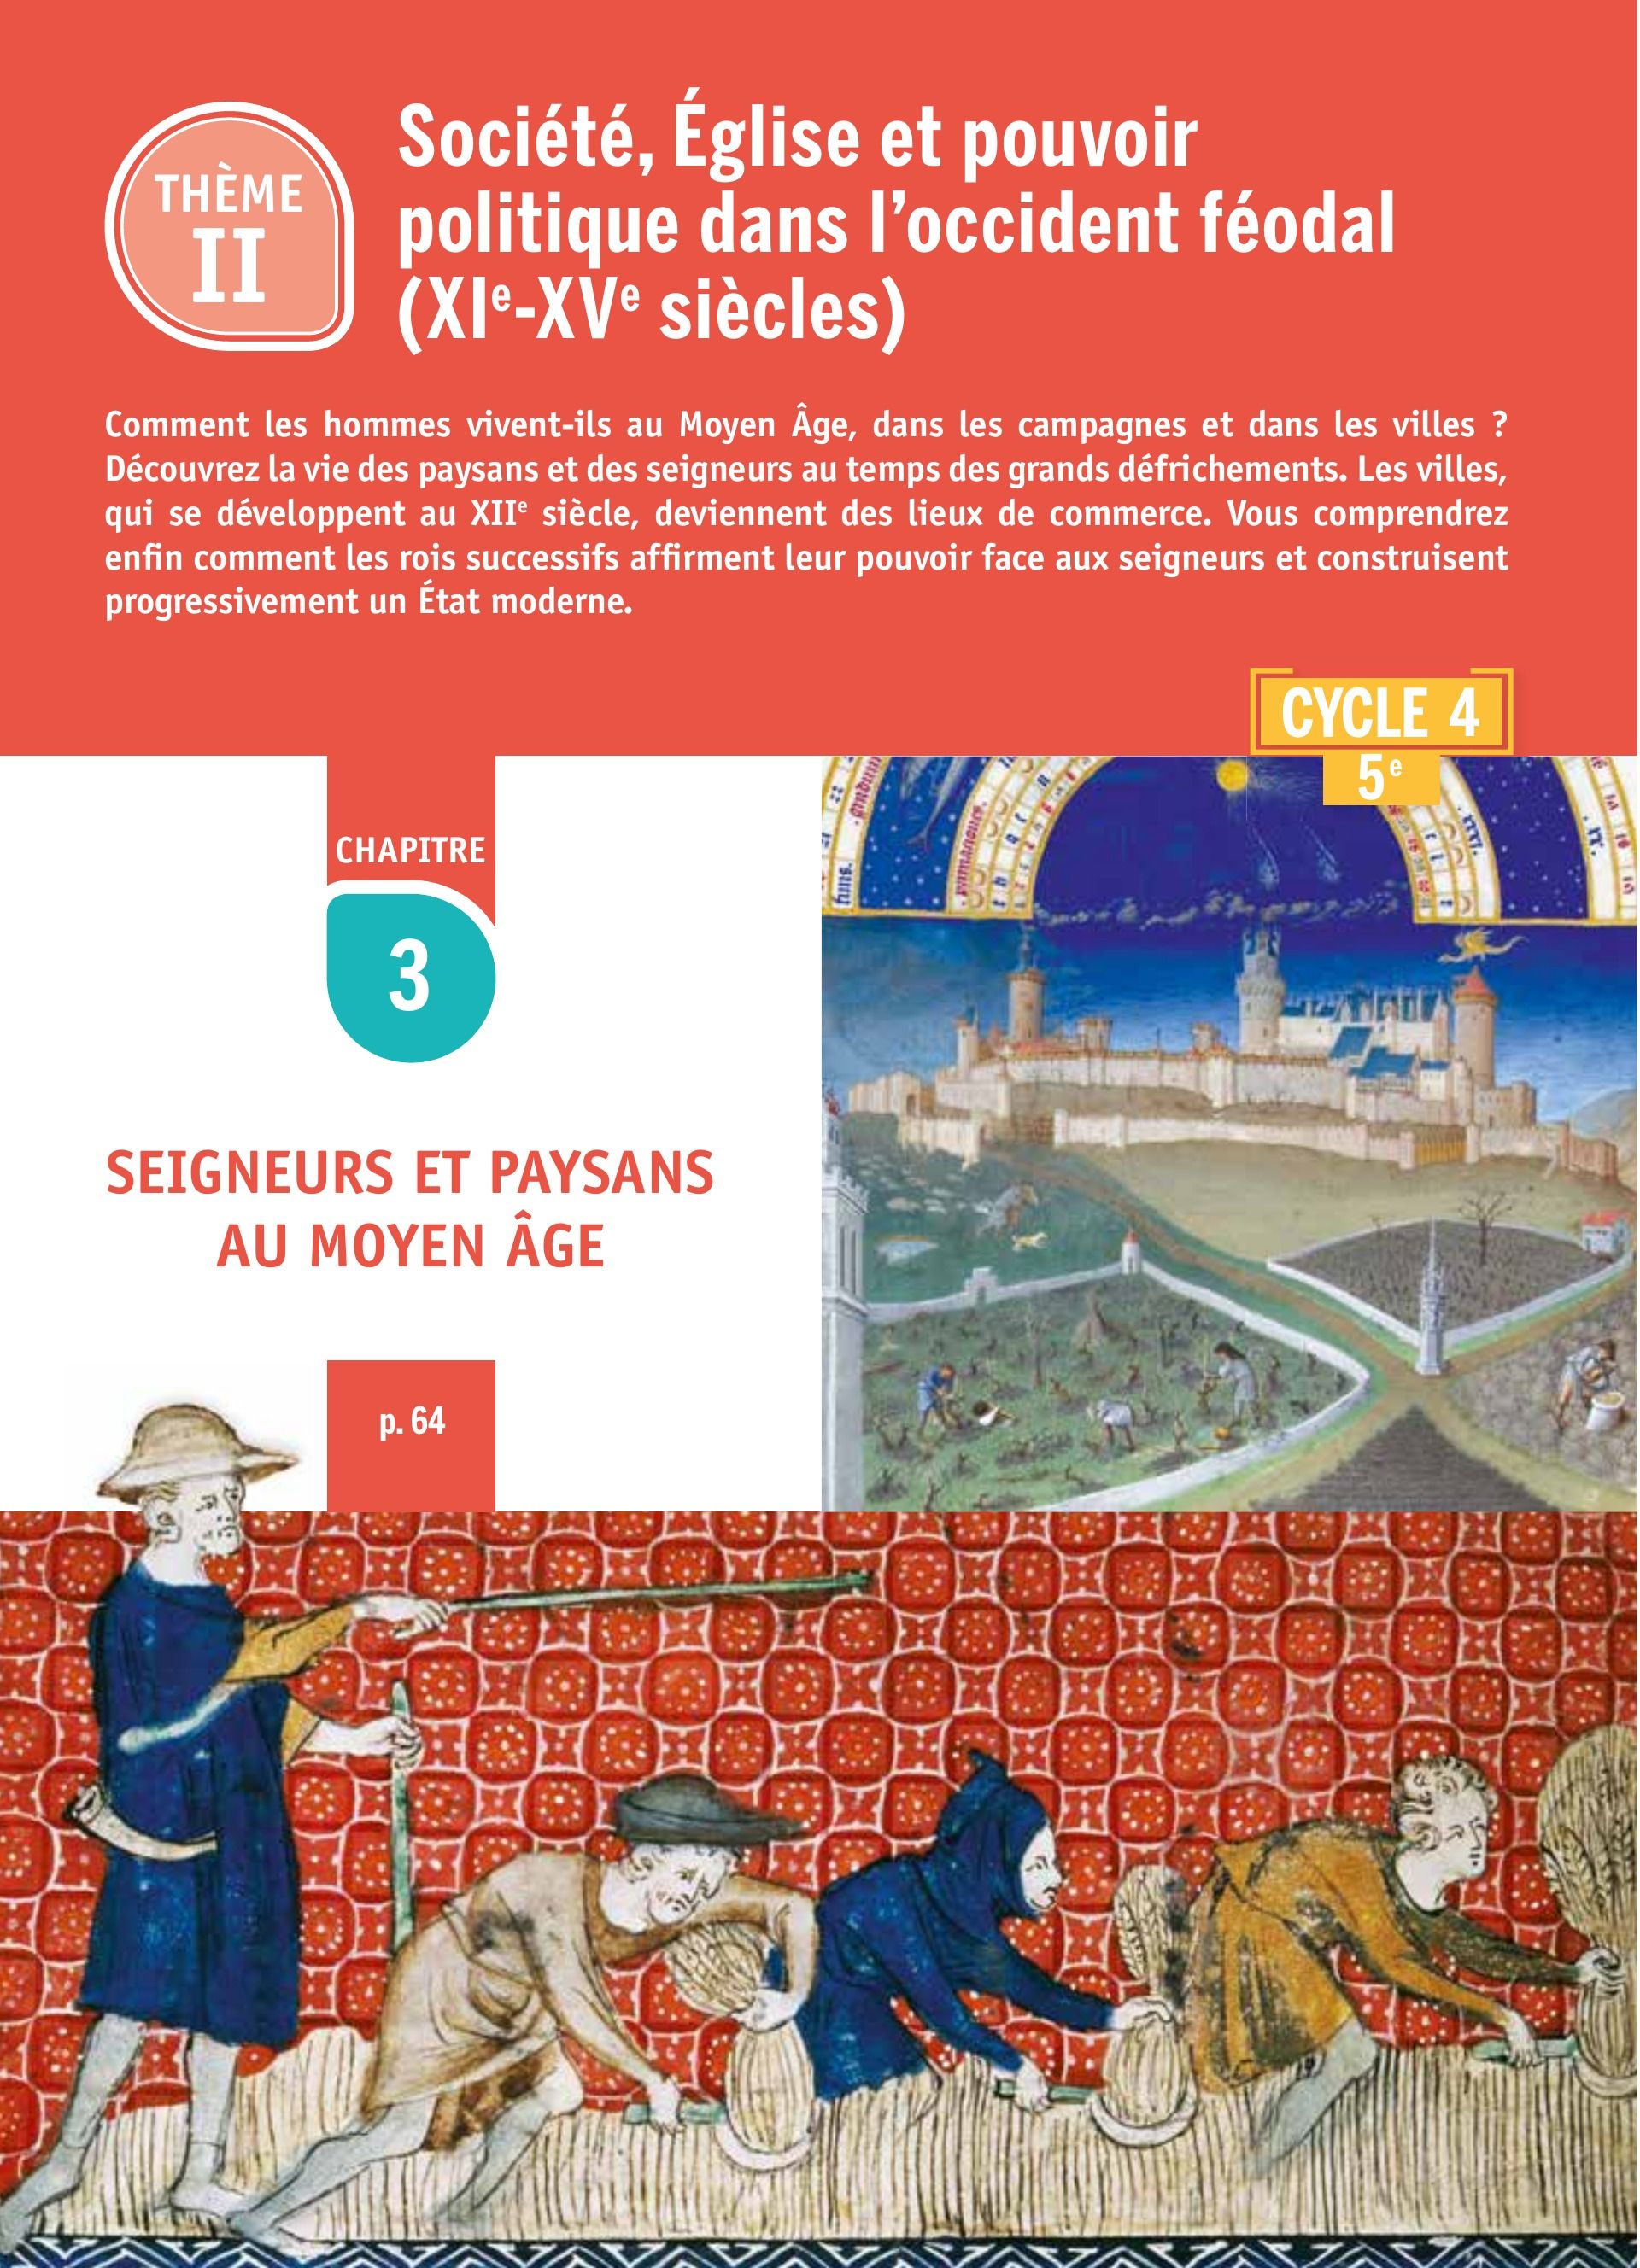 THÈME
II
Société, Église et pouvoir
politique dans l’occident féodal
(XIe-XVe siècles)
Comment les hommes vivent-ils au Moyen Âge, dans les campagnes et dans les villes ?
Découvrez la vie des paysans et des seigneurs au temps des grands défrichements. Les villes,
qui se développent au XIIe siècle, deviennent des lieux de commerce. Vous comprendrez
enfin comment les rois successifs affirment leur pouvoir face aux seigneurs et construisent
progressivement un État moderne.
CYCLE 4
5e
CHAPITRE
3
SEIGNEURS ET PAYSANS
AU MOYEN ÂGE
p. 64